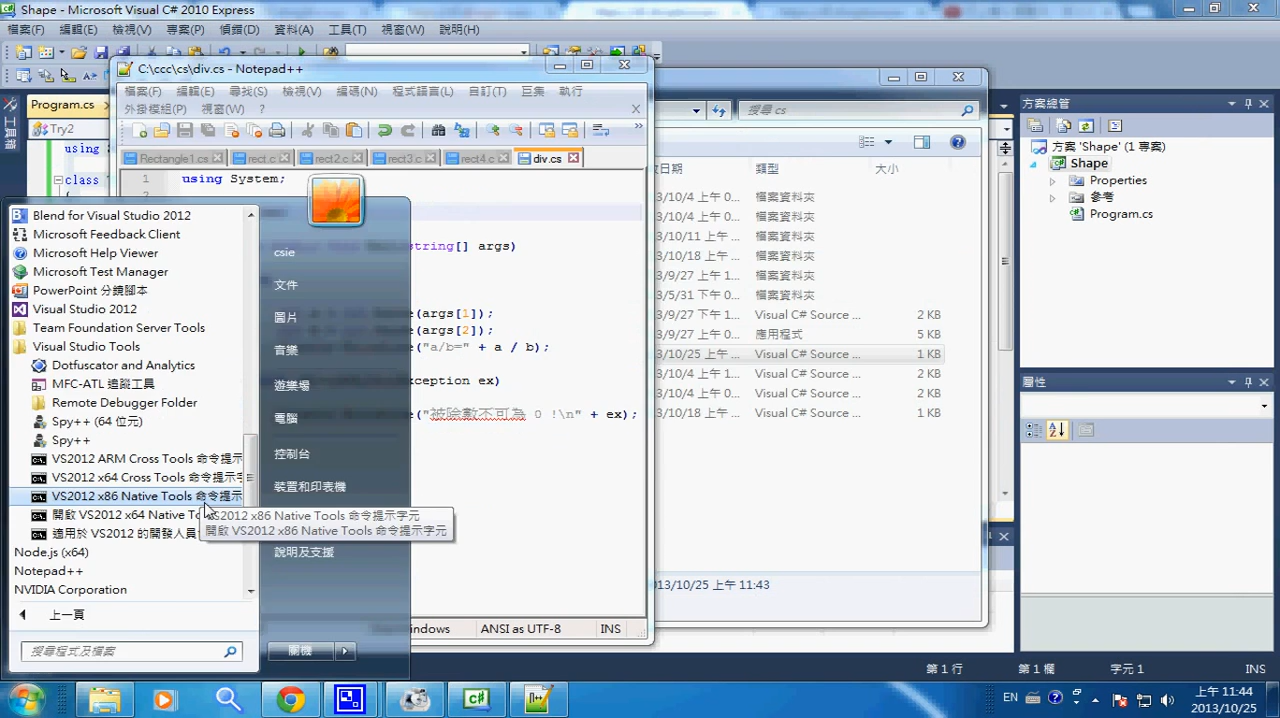 Shape - Microsoft Visual C# 2010 Express
檔案(F) 編輯(E) 檢視(V) 專案(P) 偵錯(D) 資料(A) 工具(T) 視窗(W) 說明(H)
Program.cs
Try2
工具箱
using
class
C:\ccc\cs\div.cs - Notepad++
檔案(F) 編輯(E) 尋找(S) 檢視(V) 編碼(N) 程式語言(L) 自訂(T) 巨集 執行
外掛模組(P) 視窗(W) ?
X
Rectangle1.cs rect.c rect2.c rect3.c rect4.c div.cs
1 using System;
2
string[] args)
(args[1]);
(args[2]);
("a/b=" + a / b);
ception ex)
("被除數不可為 0 !\n" + ex);
ndows ANSI as UTF-8 INS
搜尋 cs
日期 類型 大小
3/10/4 上午 0... 檔案資料夾
3/10/4 上午 0... 檔案資料夾
3/10/11 上午 ... 檔案資料夾
3/10/18 上午 ... 檔案資料夾
3/9/27 上午 1... 檔案資料夾
3/5/31 下午 0... 檔案資料夾
3/9/27 下午 1... Visual C# Source ... 2 KB
3/9/27 下午 0... 應用程式 5 KB
3/10/25 上午 ... Visual C# Source ... 1 KB
3/10/4 上午 1... Visual C# Source ... 2 KB
3/10/4 上午 0... Visual C# Source ... 2 KB
3/10/18 上午 ... Visual C# Source ... 2 KB
013/10/25 上午 11:43
方案總管
方案 'Shape' (1 專案)
Shape
Properties
參考
Program.cs
屬性
Blend for Visual Studio 2012
Microsoft Feedback Client
Microsoft Help Viewer
Microsoft Test Manager
PowerPoint 分鏡腳本
Visual Studio 2012
Team Foundation Server Tools
Visual Studio Tools
Dotfuscator and Analytics
MFC-ATL 追蹤工具
Remote Debugger Folder
Spy++ (64 位元)
Spy++
VS2012 ARM Cross Tools 命令提示
VS2012 x64 Cross Tools 命令提示字
VS2012 x86 Native Tools 命令提示
開啟 VS2012 x64 Native To
適用於 VS2012 的開發人員
Node.js (x64)
Notepad++
NVIDIA Corporation
上一頁
搜尋程式及檔案
csie
文件
圖片
音樂
遊樂場
電腦
控制台
裝置和印表機
說明及支援
關機
VS2012 x86 Native Tools 命令提示字元
開啟 VS2012 x86 Native Tools 命令提示字元
第 1 行 第 1 欄 字元 1 INS
EN
上午 11:44
2013/10/25